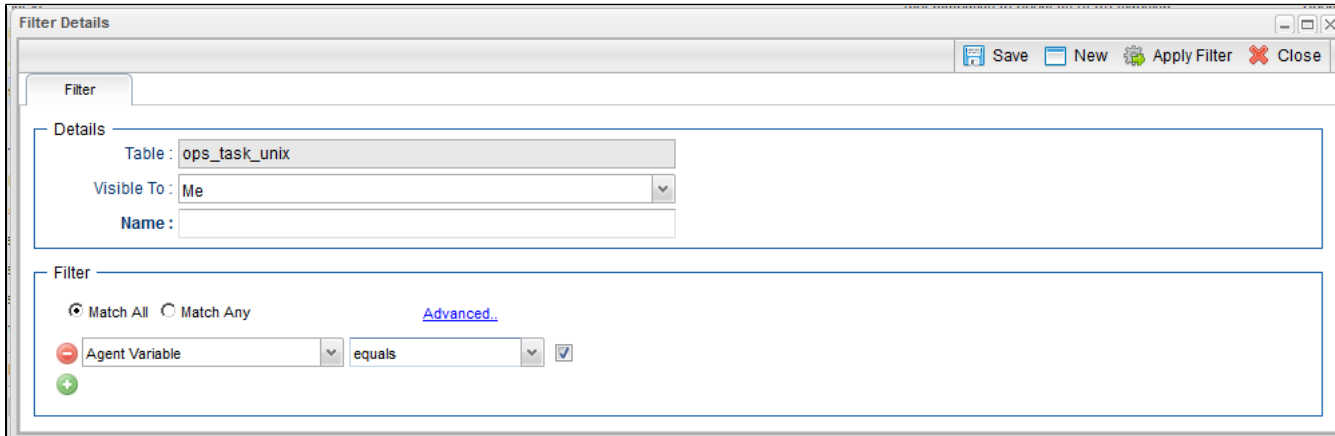 Filter Details
Save New Apply Filter Close
Filter
Details
Table : ops_task_unix
Visible To : Me
Name :
Filter
Match All Match Any Advanced..
Agent Variable equals